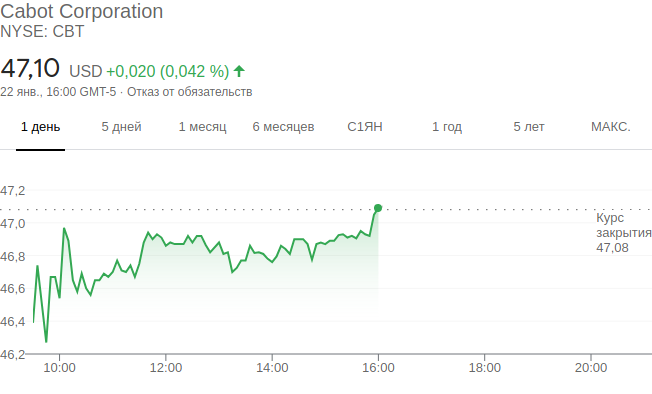 Cabot Corporation
NYSE: CBT
47,10 USD +0,020 (0,042 %)
22 янв., 16:00 GMT-5 · Отказ от обязательств
1 день 5 дней 1 месяц 6 месяцев С1ЯН 1 год 5 лет МАКС.
47,2
47,0
Курс
закрытия
47,08
46,8
46,6
46,4
46,2
10:00 12:00 14:00 16:00 18:00 20:00